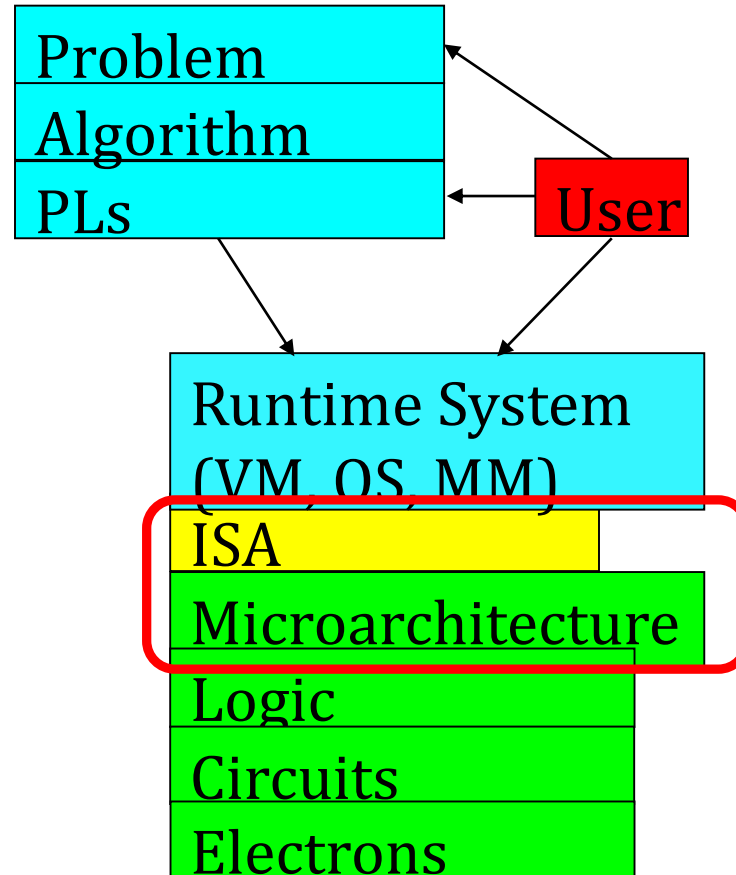 Problem
Algorithm
PLs
User
Runtime System
(VM, OS, MM)
ISA
Microarchitecture
Logic
Circuits
Electrons